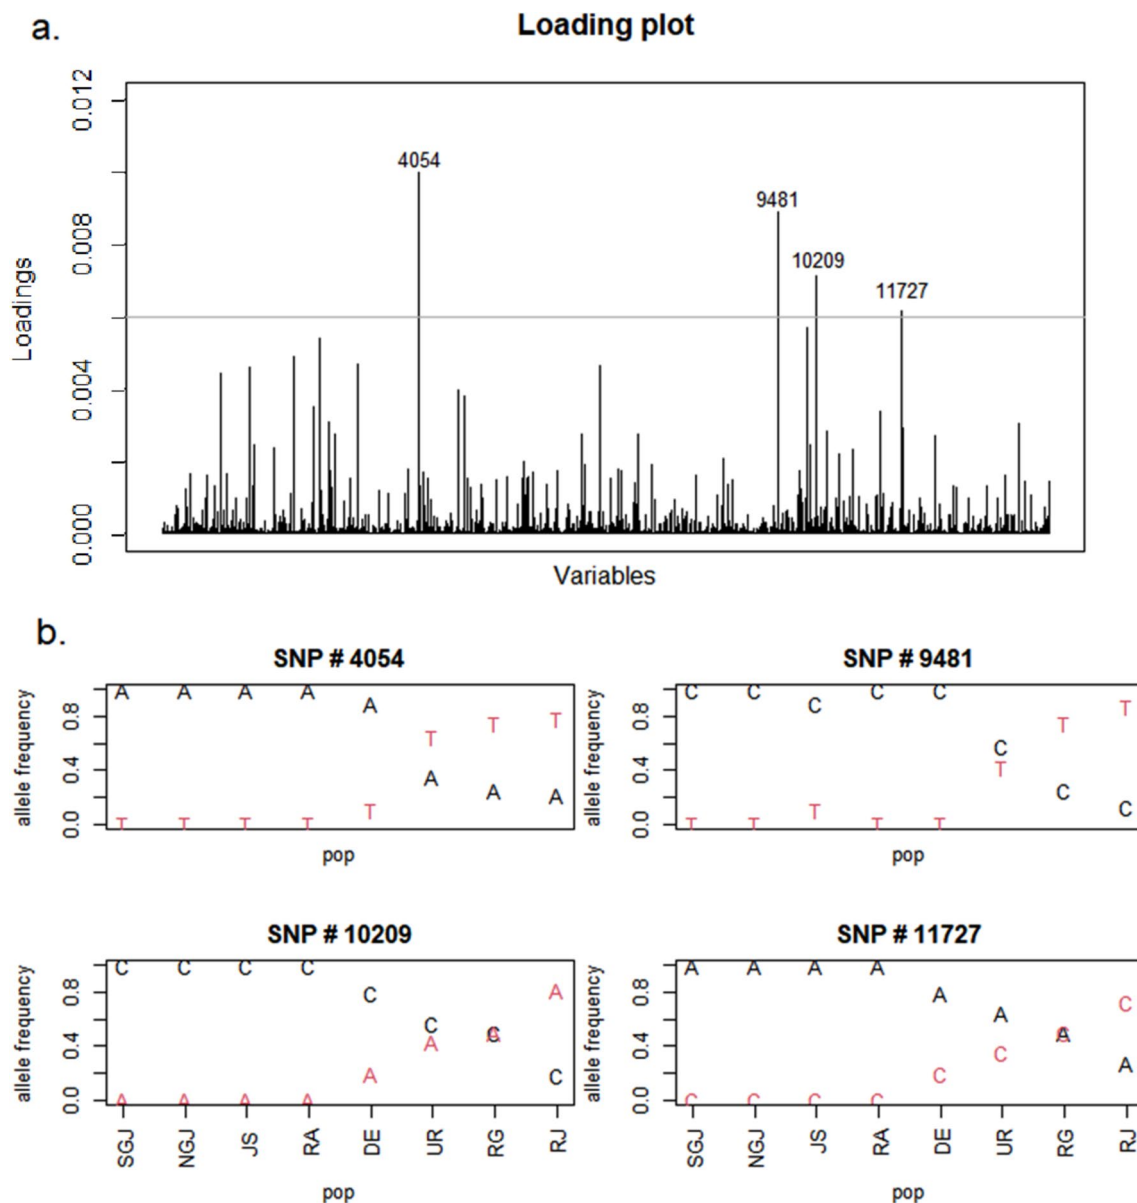 a.
Loading plot
Loadings
0.012
0.008
0.004
0.000
4054
9481
10209
11727
Variables
b.
SNP # 4054
allele frequency
0.8
0.4
0.0
A A A A A A A A
T T T T T T T T
pop
SNP # 9481
allele frequency
0.8
0.4
0.0
C C C C C C C C
T T T T T T T T
pop
SNP # 10209
allele frequency
0.8
0.4
0.0
C C C C C C C C
A A A A A A A A
SGJ NGJ JS RA DE UR RG RJ
pop
SNP # 11727
allele frequency
0.8
0.4
0.0
A A A A A A A A
C C C C C C C C
SGJ NGJ JS RA DE UR RG RJ
pop